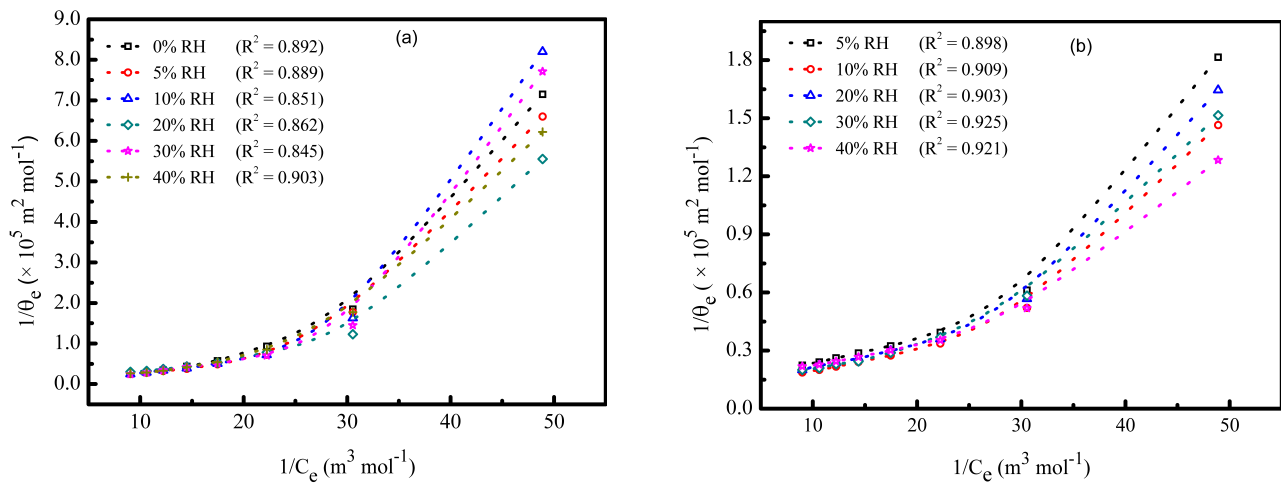 (a)
0% RH (R² = 0.892)
5% RH (R² = 0.889)
10% RH (R² = 0.851)
20% RH (R² = 0.862)
30% RH (R² = 0.845)
40% RH (R² = 0.903)
1/θe (× 10⁵ m² mol⁻¹)
9.0
8.0
7.0
6.0
5.0
4.0
3.0
2.0
1.0
0.0
10 20 30 40 50
1/Ce (m³ mol⁻¹)
(b)
5% RH (R² = 0.898)
10% RH (R² = 0.909)
20% RH (R² = 0.903)
30% RH (R² = 0.925)
40% RH (R² = 0.921)
1/θe (× 10⁵ m² mol⁻¹)
1.8
1.5
1.2
0.9
0.6
0.3
0.0
10 20 30 40 50
1/Ce (m³ mol⁻¹)